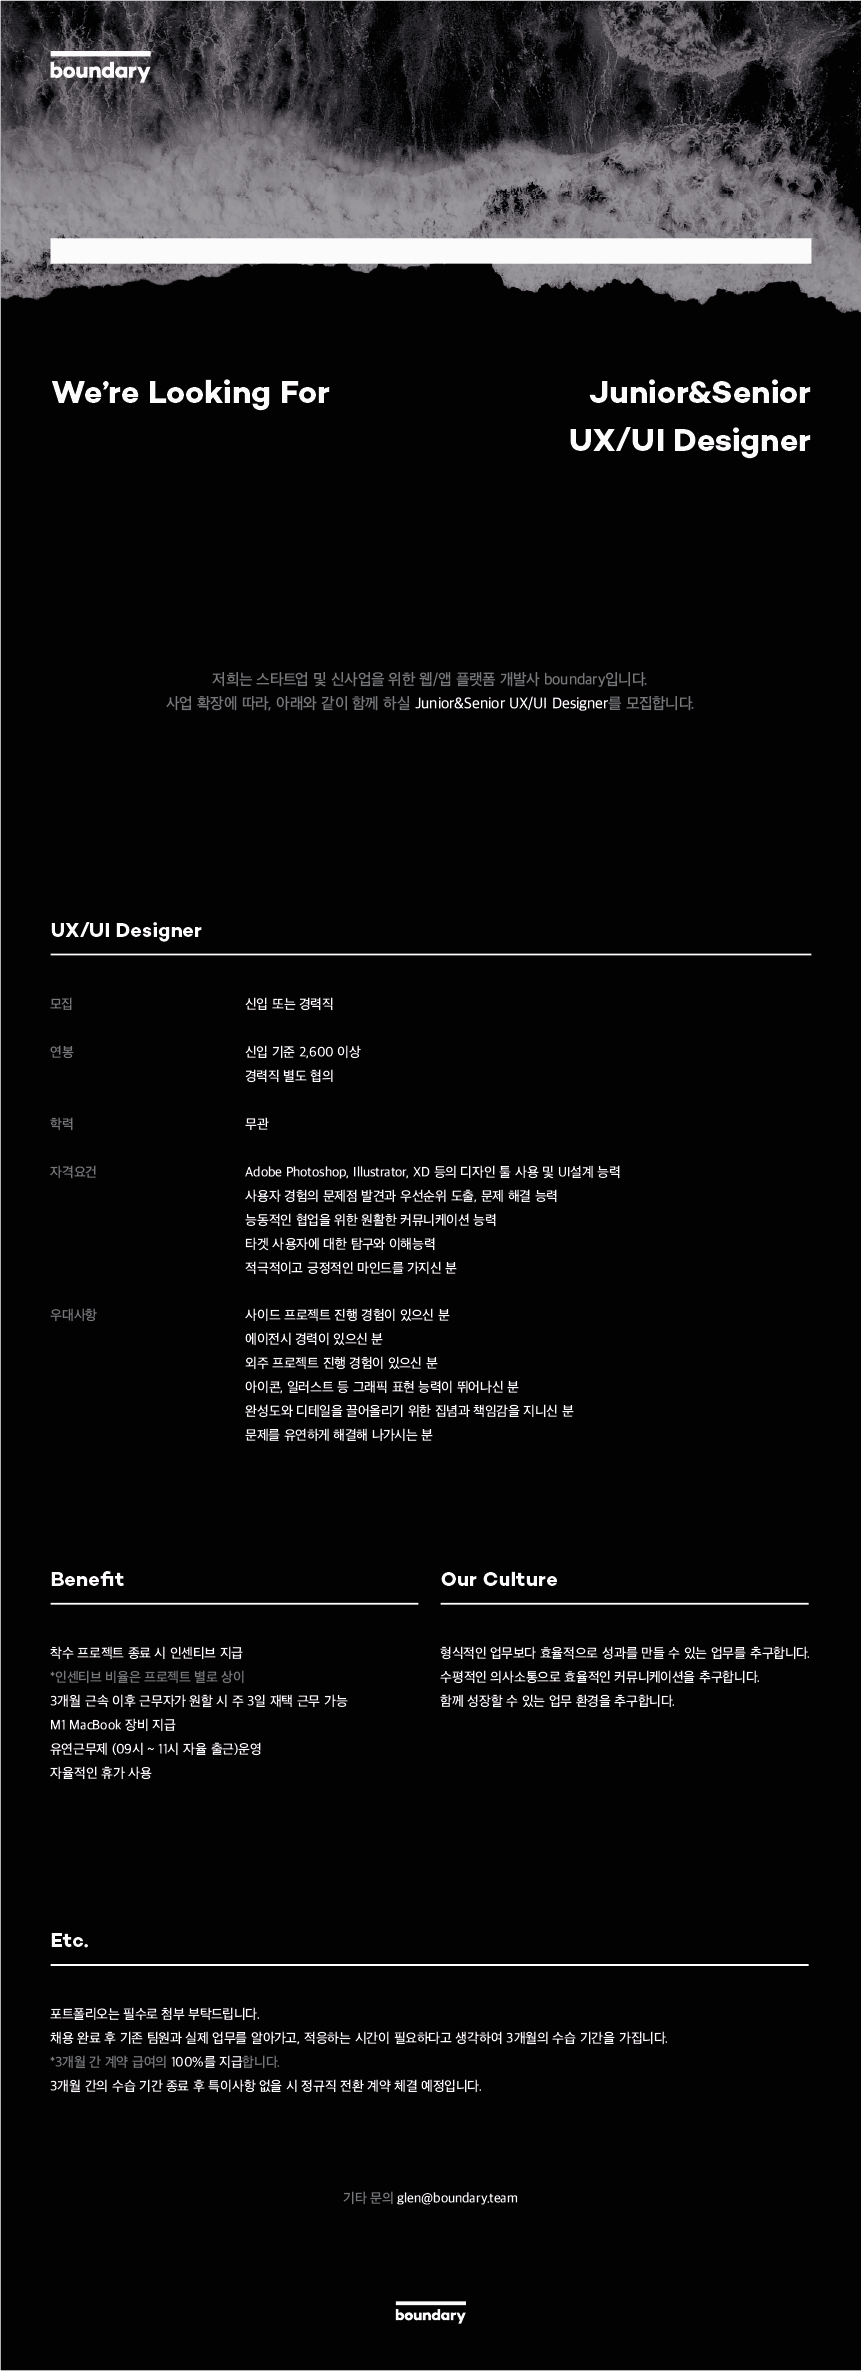 boundary
We're Looking For
Junior&Senior
UX/UI Designer
저희는 스타트업 및 신사업을 위한 웹/앱 플랫폼 개발사 boundary입니다.
사업 확장에 따라, 아래와 같이 함께 하실 Junior&Senior UX/UI Designer를 모집합니다.
UX/UI Designer
모집 신입 또는 경력직
연봉 신입 기준 2,600 이상
경력직 별도 협의
학력 무관
자격요건 Adobe Photoshop, Illustrator, XD 등의 디자인 툴 사용 및 UI설계 능력
사용자 경험의 문제점 발견과 우선순위 도출, 문제 해결 능력
능동적인 협업을 위한 원활한 커뮤니케이션 능력
타겟 사용자에 대한 탐구와 이해능력
적극적이고 긍정적인 마인드를 가지신 분
우대사항 사이드 프로젝트 진행 경험이 있으신 분
에이전시 경력이 있으신 분
외주 프로젝트 진행 경험이 있으신 분
아이콘, 일러스트 등 그래픽 표현 능력이 뛰어나신 분
완성도와 디테일을 끌어올리기 위한 집념과 책임감을 지니신 분
문제를 유연하게 해결해 나가시는 분
Benefit
착수 프로젝트 종료 시 인센티브 지급
*인센티브 비율은 프로젝트 별로 상이
3개월 근속 이후 근무자가 원할 시 주 3일 재택 근무 가능
M1 MacBook 장비 지급
유연근무제 (09시 ~ 11시 자율 출근)운영
자율적인 휴가 사용
Our Culture
형식적인 업무보다 효율적으로 성과를 만들 수 있는 업무를 추구합니다.
수평적인 의사소통으로 효율적인 커뮤니케이션을 추구합니다.
함께 성장할 수 있는 업무 환경을 추구합니다.
Etc.
포트폴리오는 필수로 첨부 부탁드립니다.
채용 완료 후 기존 팀원과 실제 업무를 알아가고, 적응하는 시간이 필요하다고 생각하여 3개월의 수습 기간을 가집니다.
*3개월 간 계약 급여의 100%를 지급합니다.
3개월 간의 수습 기간 종료 후 특이사항 없을 시 정규직 전환 계약 체결 예정입니다.
기타 문의 glen@boundary.team
boundary